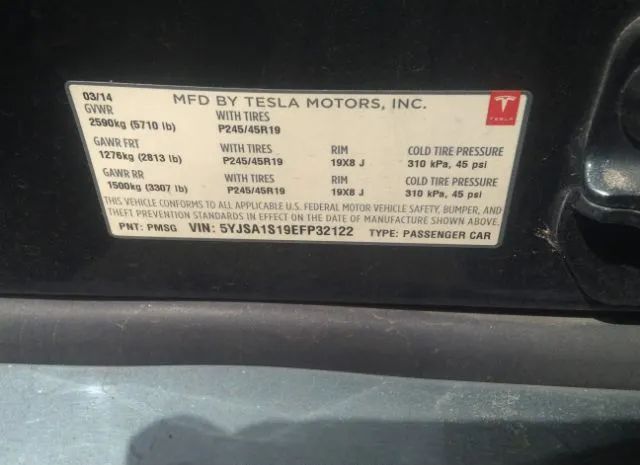 03/14 MFD BY TESLA MOTORS, INC.
GVWR WITH TIRES
2590kg (5710 lb) P245/45R19
GAWR FRT WITH TIRES RIM COLD TIRE PRESSURE
1276kg (2813 lb) P245/45R19 19X8 J 310 kPa, 45 psi
GAWR RR WITH TIRES RIM COLD TIRE PRESSURE
1500kg (3307 lb) P245/45R19 19X8 J 310 kPa, 45 psi
THIS VEHICLE CONFORMS TO ALL APPLICABLE U.S. FEDERAL MOTOR VEHICLE SAFETY, BUMPER, AND
THEFT PREVENTION STANDARDS IN EFFECT ON THE DATE OF MANUFACTURE SHOWN ABOVE.
PNT: PMSG VIN: 5YJSA1S19EFP32122 TYPE: PASSENGER CAR
TESLA